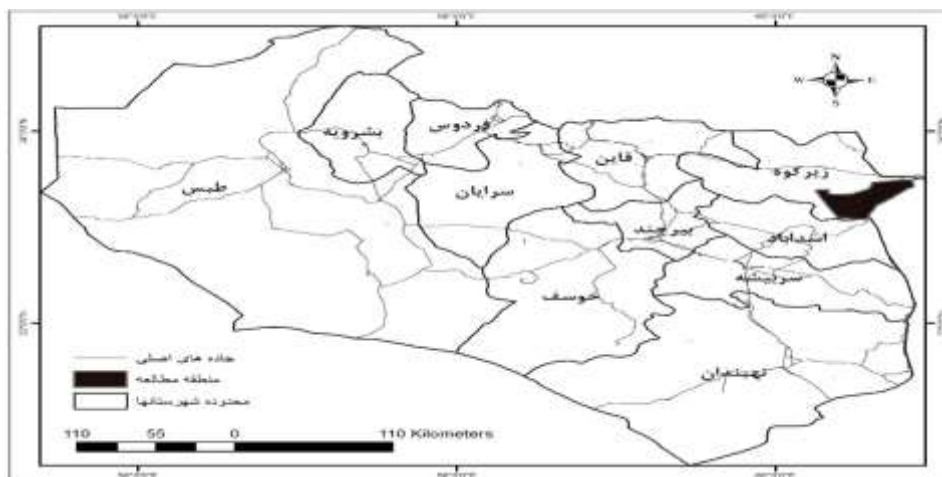 N
W E
S
بشرویه
فردوس
قاین
زیرکوه
طبس
سرایان
بیرجند
اسدآباد
سربیشه
خوسف
نهبندان
جاده های اصلی
منطقه مطالعه
محدوده شهرستانها
110 55 0 110 Kilometers